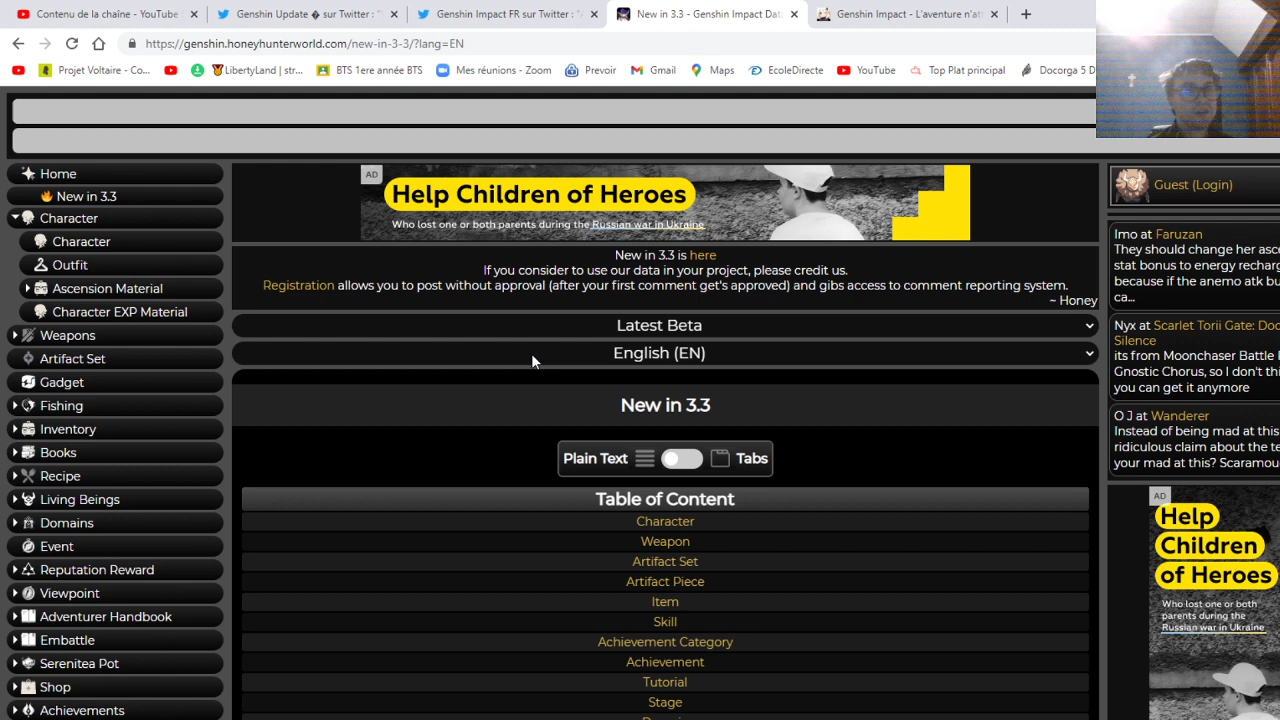 Contenu de la chaîne - YouTube
Genshin Update � sur Twitter : "
Genshin Impact FR sur Twitter : "
New in 3.3 - Genshin Impact Dat
Genshin Impact - L'aventure n'at
https://genshin.honeyhunterworld.com/new-in-3-3/?lang=EN
Projet Voltaire - Co...
LibertyLand | str...
BTS 1ere année BTS
Mes réunions - Zoom
Prevoir
Gmail
Maps
EcoleDirecte
YouTube
Top Plat principal
Docorga 5 D
Home
New in 3.3
Character
Character
Outfit
Ascension Material
Character EXP Material
Weapons
Artifact Set
Gadget
Fishing
Inventory
Books
Recipe
Living Beings
Domains
Event
Reputation Reward
Viewpoint
Adventurer Handbook
Embattle
Serenitea Pot
Shop
Achievements
AD
Help Children of Heroes
Who lost one or both parents during the Russian war in Ukraine
New in 3.3 is here
If you consider to use our data in your project, please credit us.
Registration allows you to post without approval (after your first comment get's approved) and gibs access to comment reporting system.
~ Honey
Latest Beta
English (EN)
New in 3.3
Plain Text
Tabs
Table of Content
Character
Weapon
Artifact Set
Artifact Piece
Item
Skill
Achievement Category
Achievement
Tutorial
Stage
Guest (Login)
Imo at Faruzan
They should change her asce
stat bonus to energy recharg
because if the anemo atk bu
ca...
Nyx at Scarlet Torii Gate: Doc
Silence
its from Moonchaser Battle
Gnostic Chorus, so I don't thi
you can get it anymore
O J at Wanderer
Instead of being mad at this
ridiculous claim about the te
your mad at this? Scaramou
AD
Help
Children
of Heroes
Who lost one or both
parents during the
Russian war in Ukraine